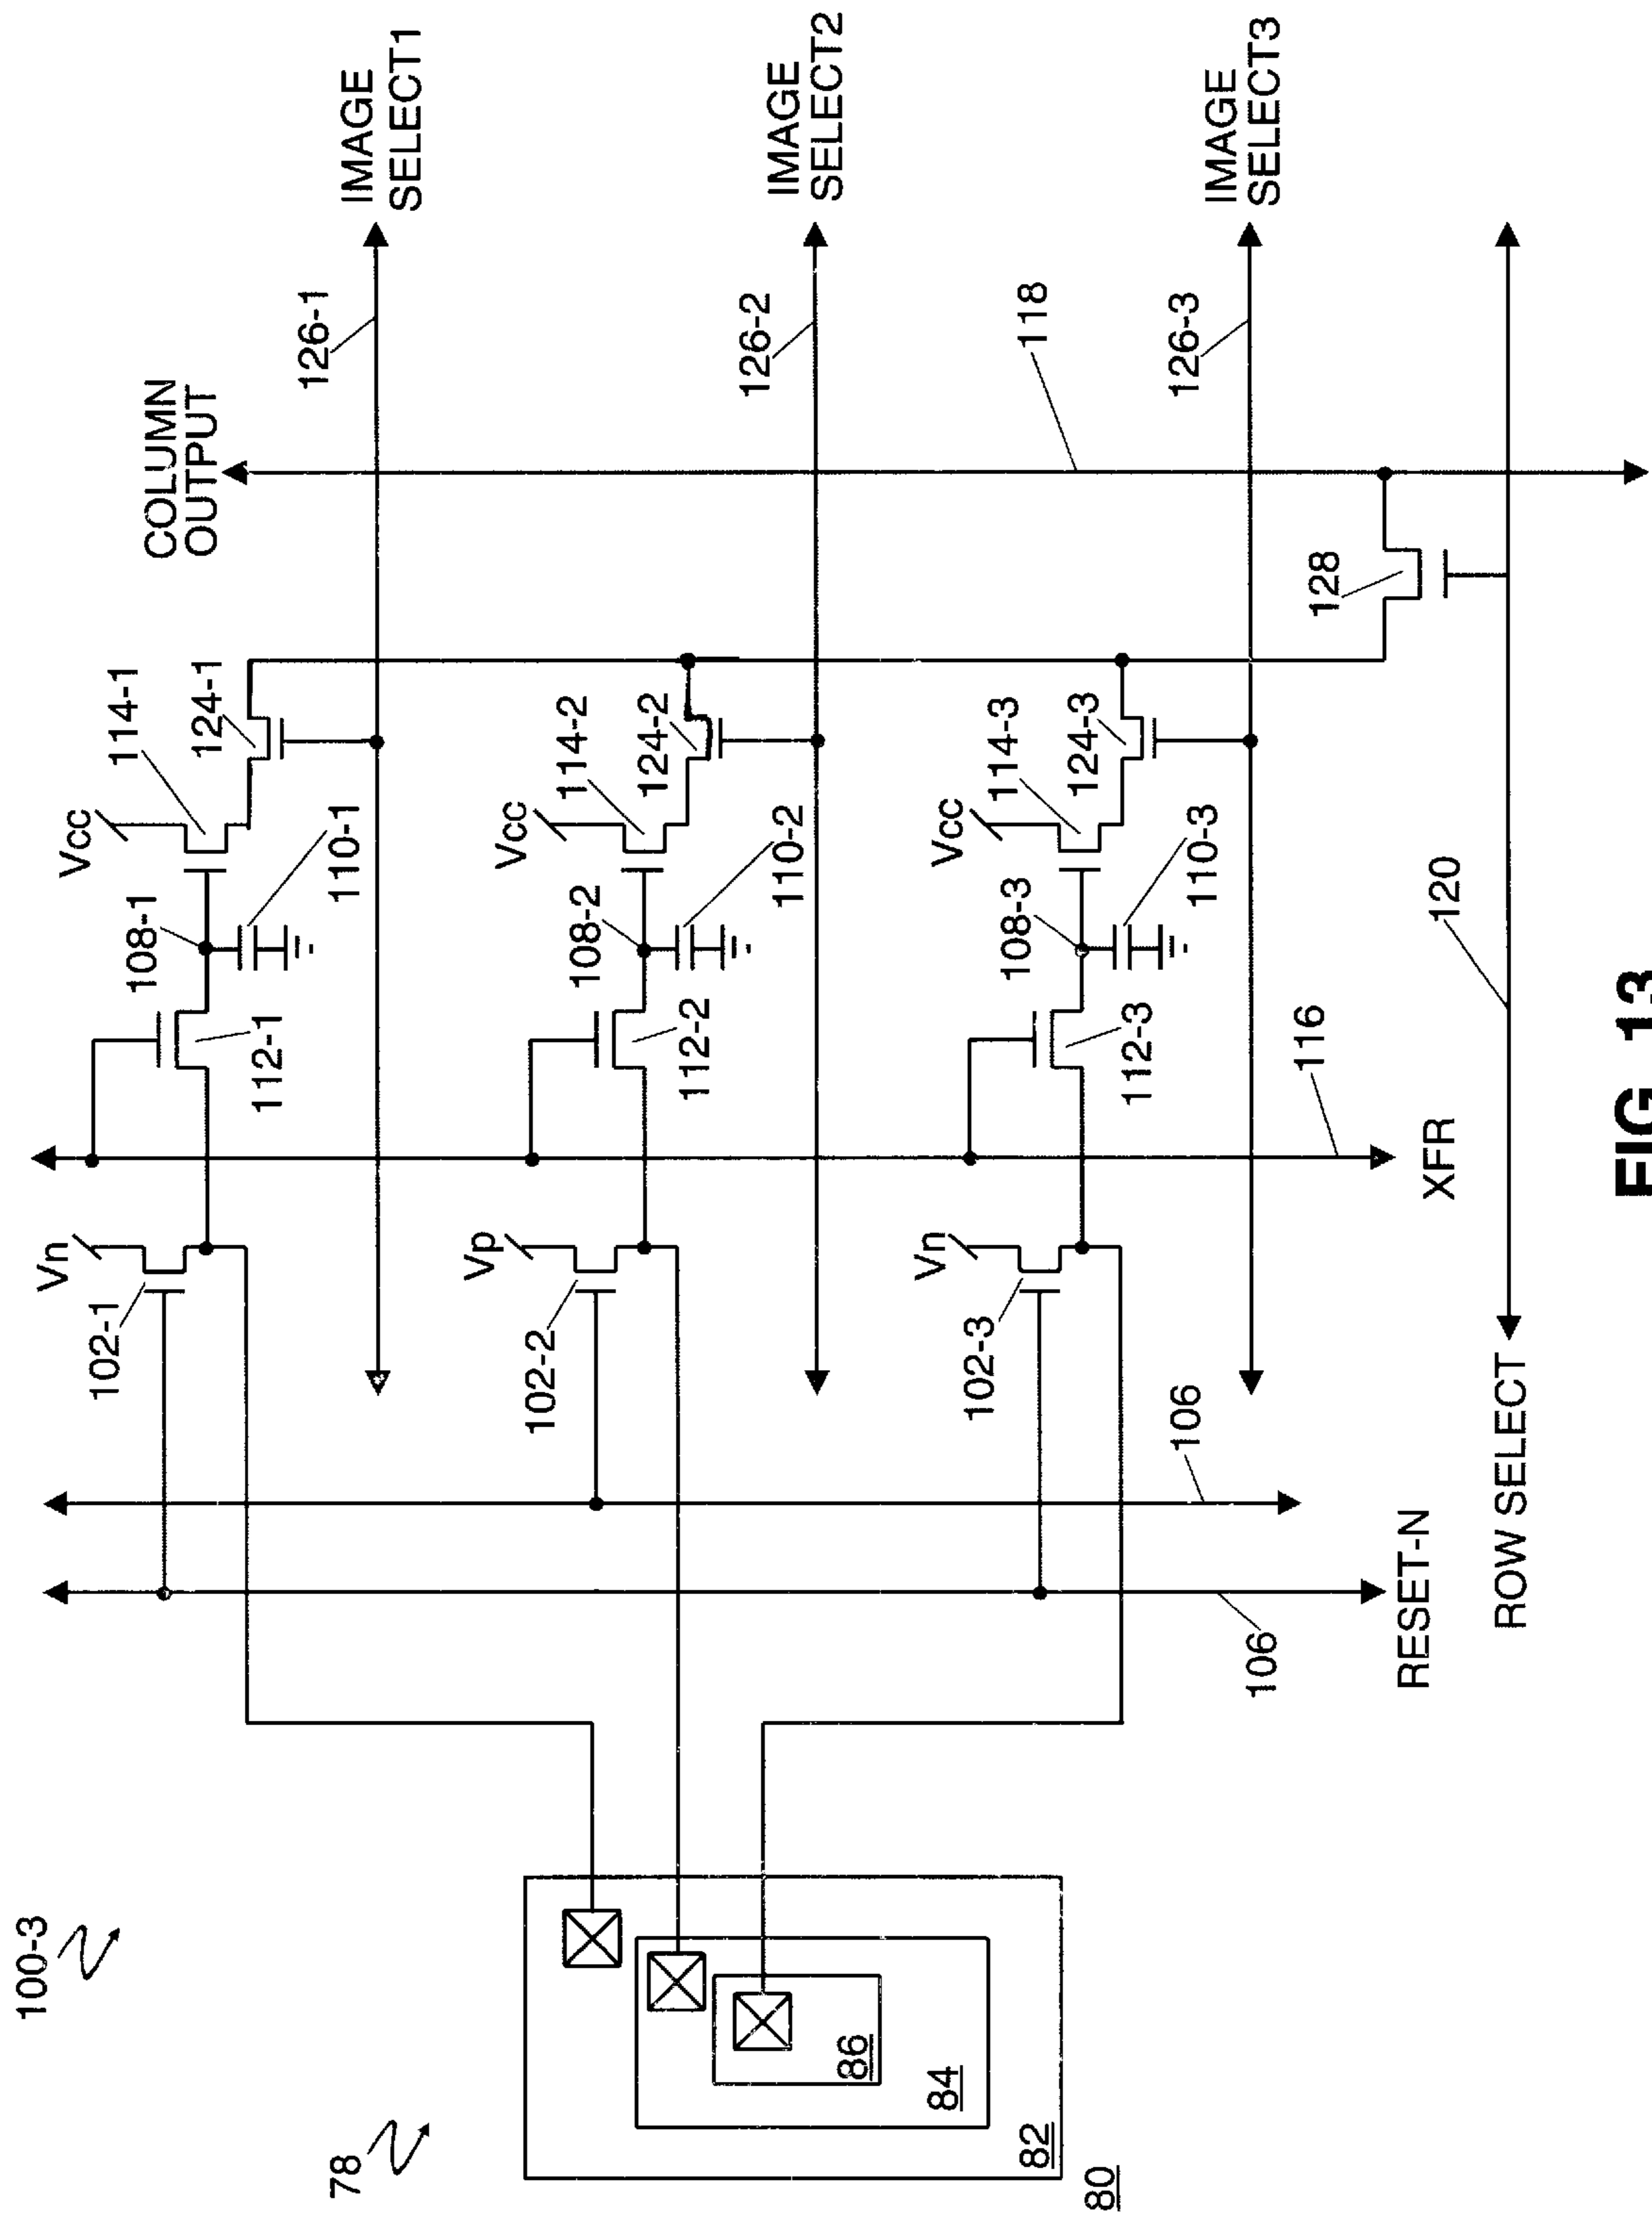 100-3
78
80
82
84
86
Vn
102-1
Vp
102-2
Vn
102-3
106
106
RESET-N
ROW SELECT
XFR
116
120
112-1
108-1
110-1
Vcc
114-1
124-1
112-2
108-2
110-2
Vcc
114-2
124-2
112-3
108-3
110-3
Vcc
114-3
124-3
128
COLUMN
OUTPUT
118
126-1
IMAGE
SELECT1
126-2
IMAGE
SELECT2
126-3
IMAGE
SELECT3
FIG. 13